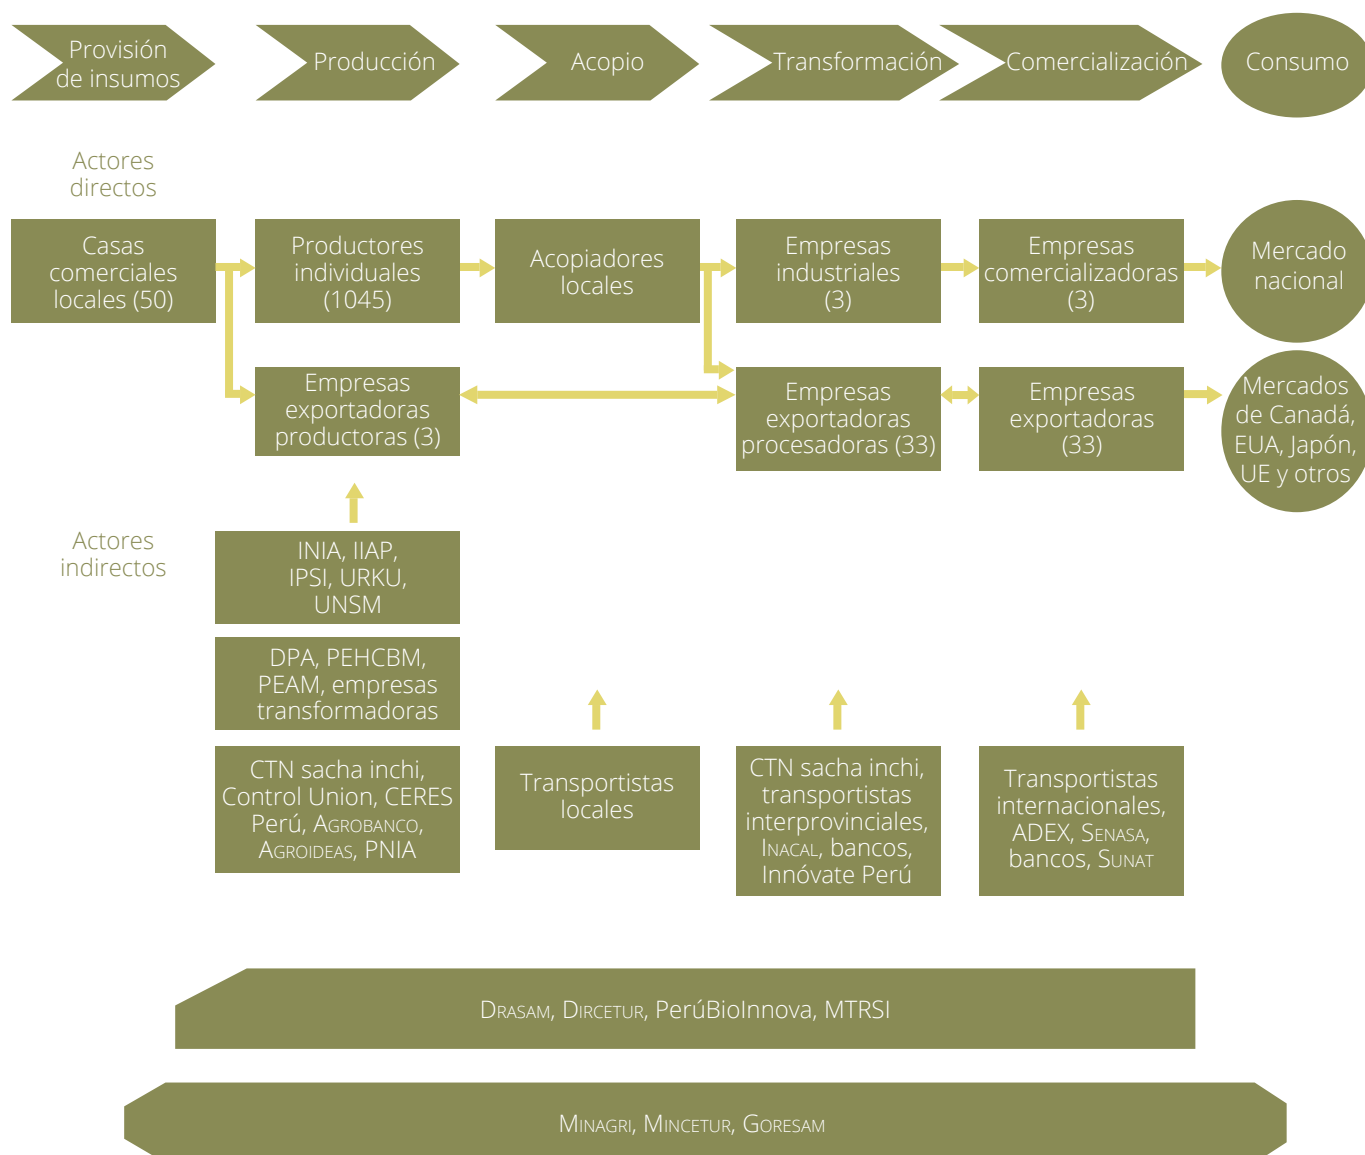 Provisión
de insumos
Producción
Acopio
Transformación
Comercialización
Consumo
Actores
directos
Casas
comerciales
locales (50)
Productores
individuales
(1045)
Acopiadores
locales
Empresas
industriales
(3)
Empresas
comercializadoras
(3)
Mercado
nacional
Empresas
exportadoras
productoras (3)
Empresas
exportadoras
procesadoras (33)
Empresas
exportadoras
(33)
Mercados
de Canadá,
EUA, Japón,
UE y otros
Actores
indirectos
INIA, IIAP,
IPSI, URKU,
UNSM
DPA, PEHCBM,
PEAM, empresas
transformadoras
CTN sacha inchi,
Control Union, CERES
Perú, AGROBANCO,
AGROIDEAS, PNIA
Transportistas
locales
CTN sacha inchi,
transportistas
interprovinciales,
INACAL, bancos,
Innóvate Perú
Transportistas
internacionales,
ADEX, SENASA,
bancos, SUNAT
DRASAM, DIRCETUR, PerúBioInnova, MTRSI
MINAGRI, MINCETUR, GORESAM